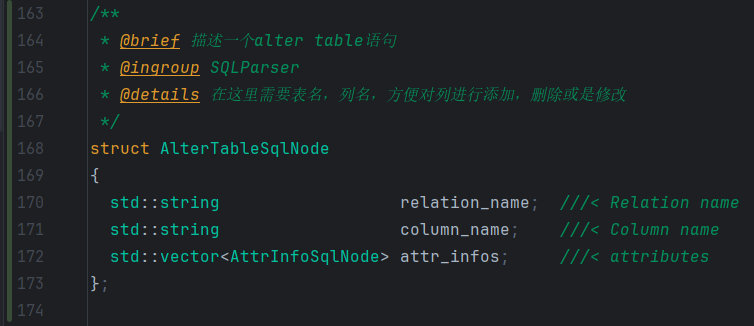 163 /**
164  * @brief 描述一个alter table语句
165  * @ingroup SQLParser
166  * @details 在这里需要表名，列名，方便对列进行添加，删除或是修改
167  */
168 struct AlterTableSqlNode
169 {
170   std::string                  relation_name;  ///< Relation name
171   std::string                  column_name;    ///< Column name
172   std::vector<AttrInfoSqlNode> attr_infos;     ///< attributes
173 };
174